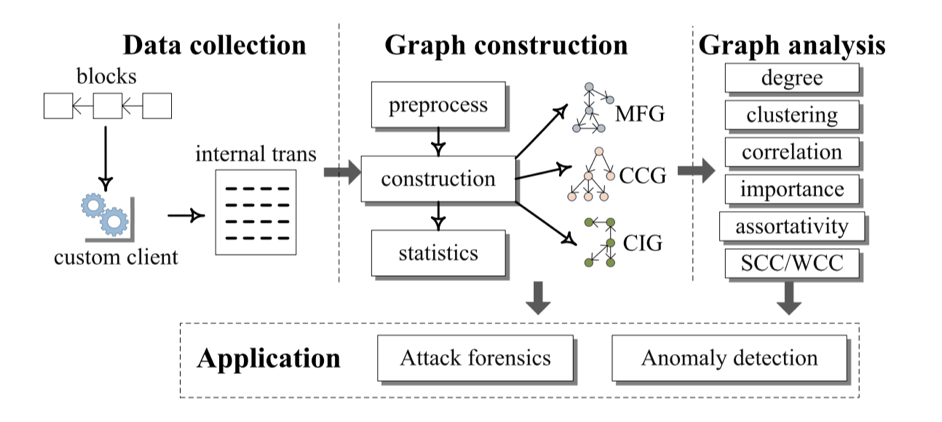 Data collection
blocks
custom client
internal trans
Graph construction
preprocess
construction
statistics
MFG
CCG
CIG
Graph analysis
degree
clustering
correlation
importance
assortativity
SCC/WCC
Application
Attack forensics
Anomaly detection